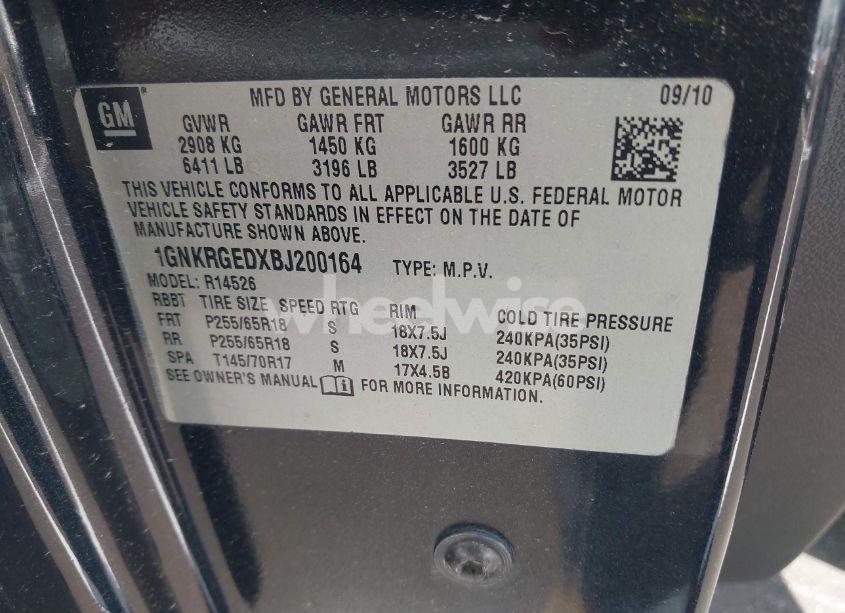 GM
MFD BY GENERAL MOTORS LLC 09/10
GVWR GAWR FRT GAWR RR
2908 KG 1450 KG 1600 KG
6411 LB 3196 LB 3527 LB
THIS VEHICLE CONFORMS TO ALL APPLICABLE U.S. FEDERAL MOTOR
VEHICLE SAFETY STANDARDS IN EFFECT ON THE DATE OF
MANUFACTURE SHOWN ABOVE.
1GNKRGEDXBJ200164 TYPE: M.P.V.
MODEL: R14526
RBBT TIRE SIZE SPEED RTG RIM COLD TIRE PRESSURE
FRT P255/65R18 S 18X7.5J 240KPA(35PSI)
RR P255/65R18 S 18X7.5J 240KPA(35PSI)
SPA T145/70R17 M 17X4.5B 420KPA(60PSI)
SEE OWNER'S MANUAL FOR MORE INFORMATION.
wheelwise